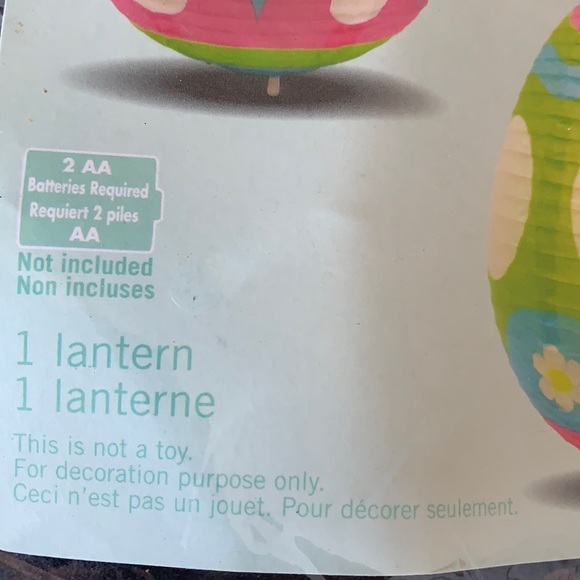 2 AA
Batteries Required
Requiert 2 piles
AA
Not included
Non incluses
1 lantern
1 lanterne
This is not a toy.
For decoration purpose only.
Ceci n'est pas un jouet. Pour décorer seulement.